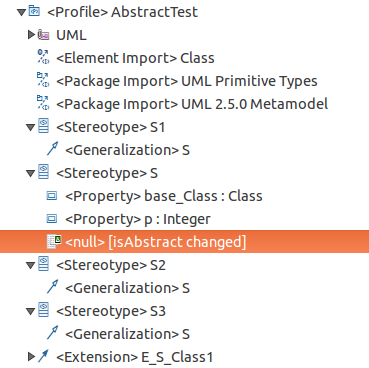 <Profile> AbstractTest
UML
<Element Import> Class
<Package Import> UML Primitive Types
<Package Import> UML 2.5.0 Metamodel
<Stereotype> S1
<Generalization> S
<Stereotype> S
<Property> base_Class : Class
<Property> p : Integer
<null> [isAbstract changed]
<Stereotype> S2
<Generalization> S
<Stereotype> S3
<Generalization> S
<Extension> E_S_Class1